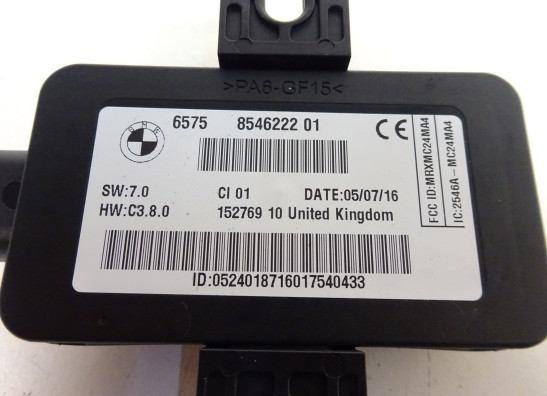 >PA6-GF15<
BMW
6575 8546222 01
CE
SW:7.0 CI 01 DATE:05/07/16
HW:C3.8.0 152769 10 United Kingdom
ID:0524018716017540433
FCC ID:MRXMC24MA4
IC:2546A-MC24MA4